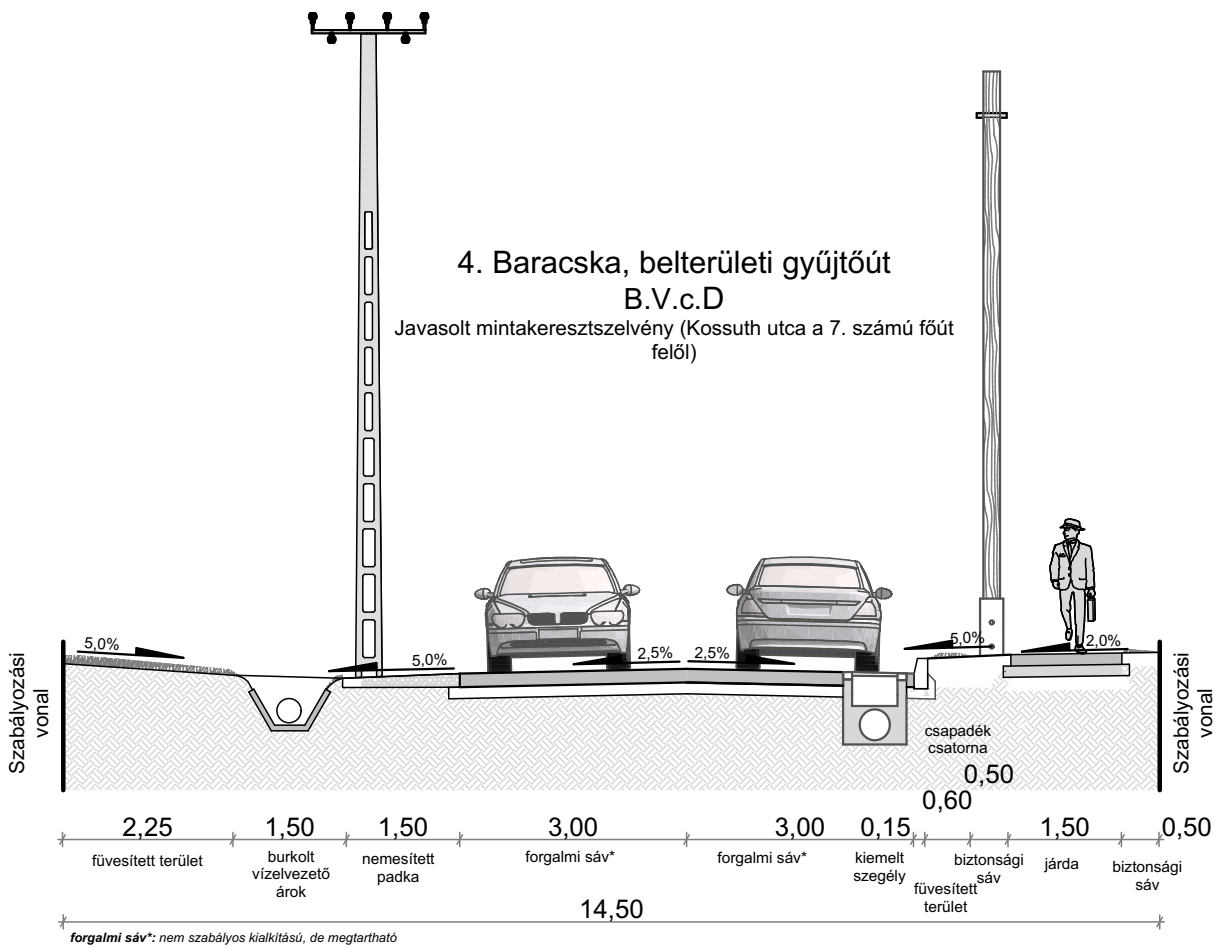 4. Baracska, belterületi gyűjtőút
B.V.c.D
Javasolt mintakeresztszelvény (Kossuth utca a 7. számú főút
felől)
5,0%
5,0%
2,5%
2,5%
5,0%
2,0%
Szabályozási
vonal
Szabályozási
vonal
csapadék
csatorna
0,50
0,60
2,25
1,50
1,50
3,00
3,00
0,15
1,50
0,50
füvesített terület
burkolt
vízelvezető
árok
nemesített
padka
forgalmi sáv*
forgalmi sáv*
kiemelt
szegély
füvesített
terület
biztonsági
sáv
járda
biztonsági
sáv
14,50
forgalmi sáv*: nem szabályos kialkítású, de megtartható